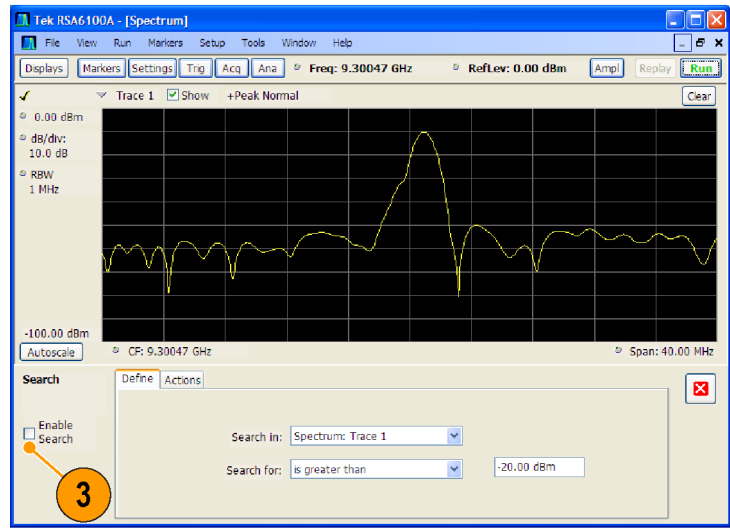 Tek RSA6100A - [Spectrum]
File View Run Markers Setup Tools Window Help
Displays Markers Settings Trig Acq Ana Freq: 9.30047 GHz RefLev: 0.00 dBm Ampl Replay Run
Trace 1 Show +Peak Normal Clear
0.00 dBm
dB/div:
10.0 dB
RBW
1 MHz
-100.00 dBm
Autoscale CF: 9.30047 GHz Span: 40.00 MHz
Search Define Actions
Enable
Search
Search in: Spectrum: Trace 1
Search for: is greater than -20.00 dBm
3